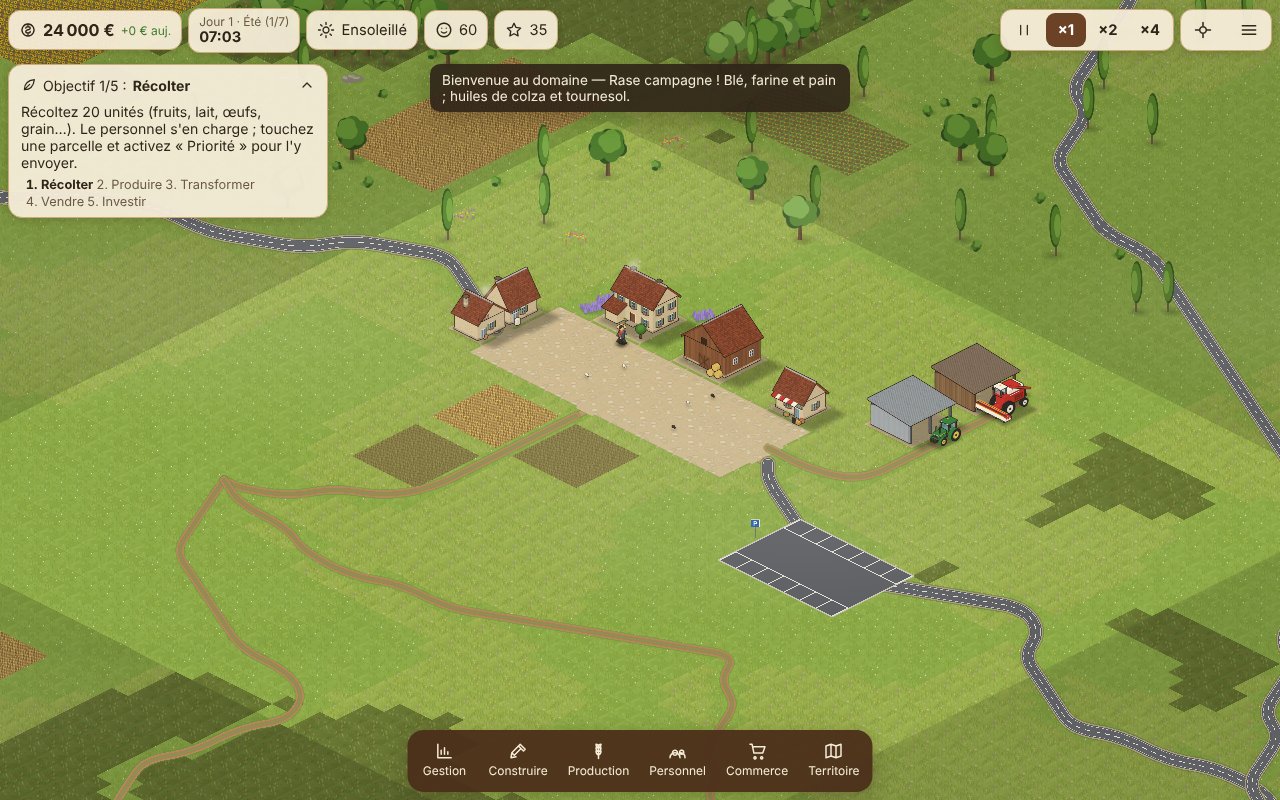 24 000 € +0 € auj.
Jour 1 · Été (1/7)
07:03
Ensoleillé
60
35
×1
×2
×4
Objectif 1/5 : Récolter
Récoltez 20 unités (fruits, lait, œufs,
grain…). Le personnel s'en charge ; touchez
une parcelle et activez « Priorité » pour l'y
envoyer.
1. Récolter 2. Produire 3. Transformer
4. Vendre 5. Investir
Bienvenue au domaine — Rase campagne ! Blé, farine et pain
; huiles de colza et tournesol.
P
Gestion
Construire
Production
Personnel
Commerce
Territoire